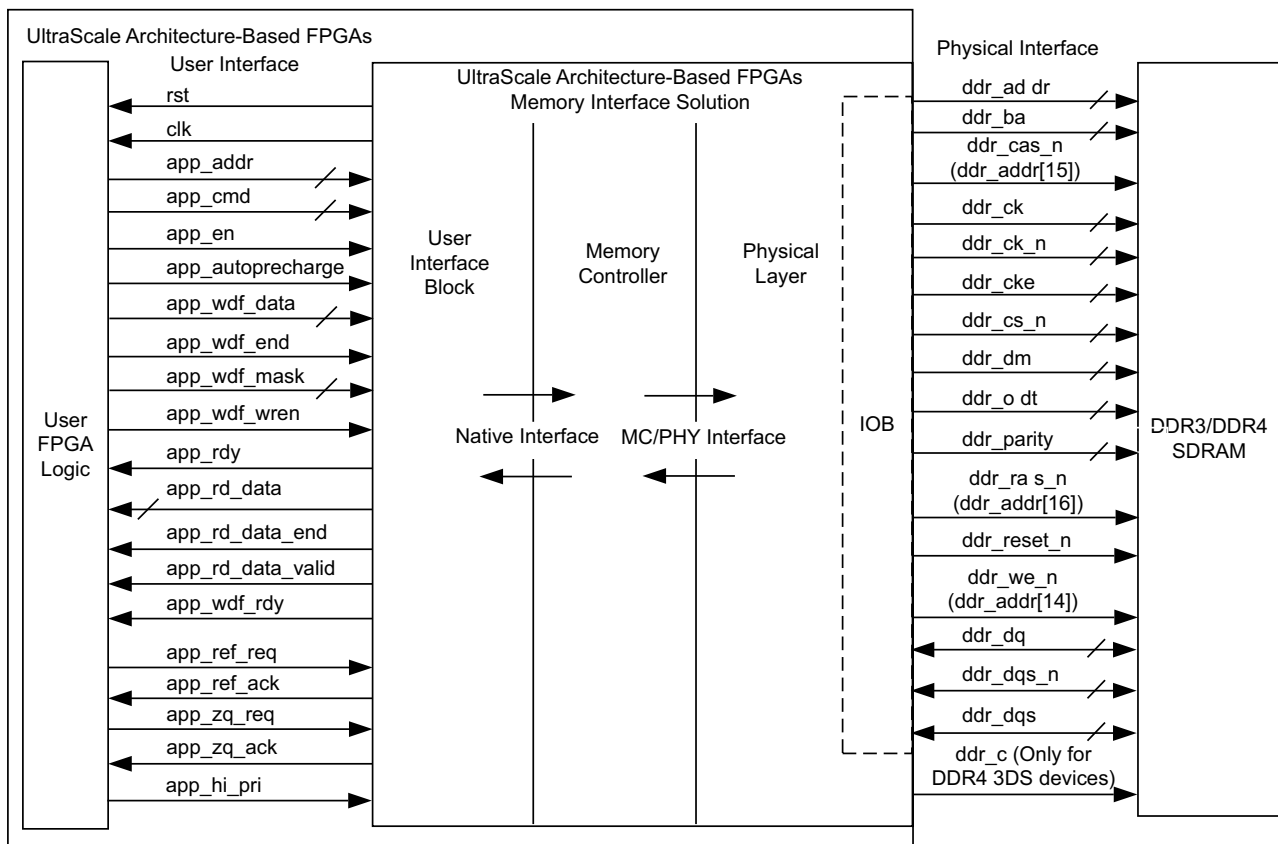 UltraScale Architecture-Based FPGAs
User Interface
rst
clk
app_addr
app_cmd
app_en
app_autoprecharge
app_wdf_data
app_wdf_end
app_wdf_mask
app_wdf_wren
app_rdy
app_rd_data
app_rd_data_end
app_rd_data_valid
app_wdf_rdy
app_ref_req
app_ref_ack
app_zq_req
app_zq_ack
app_hi_pri
User
FPGA
Logic
UltraScale Architecture-Based FPGAs
Memory Interface Solution
User
Interface
Block
Memory
Controller
Physical
Layer
Native Interface
MC/PHY Interface
IOB
Physical Interface
ddr_ad dr
ddr_ba
ddr_cas_n
(ddr_addr[15])
ddr_ck
ddr_ck_n
ddr_cke
ddr_cs_n
ddr_dm
ddr_o dt
ddr_parity
ddr_ra s_n
(ddr_addr[16])
ddr_reset_n
ddr_we_n
(ddr_addr[14])
ddr_dq
ddr_dqs_n
ddr_dqs
ddr_c (Only for
DDR4 3DS devices)
DDR3/DDR4
SDRAM